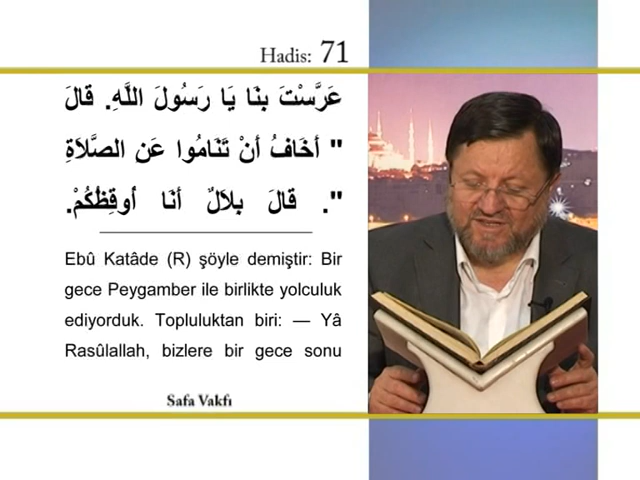 Hadis: 71
عَرَّسْتَ بِنَا يَا رَسُولَ اللَّهِ. قَالَ
" أَخَافُ أَنْ تَنَامُوا عَنِ الصَّلاَةِ
". قَالَ بِلاَلٌ أَنَا أُوقِظُكُمْ.
Ebû Katâde (R) şöyle demiştir: Bir
gece Peygamber ile birlikte yolculuk
ediyorduk. Topluluktan biri: — Yâ
Rasûlallah, bizlere bir gece sonu
Safa Vakfı